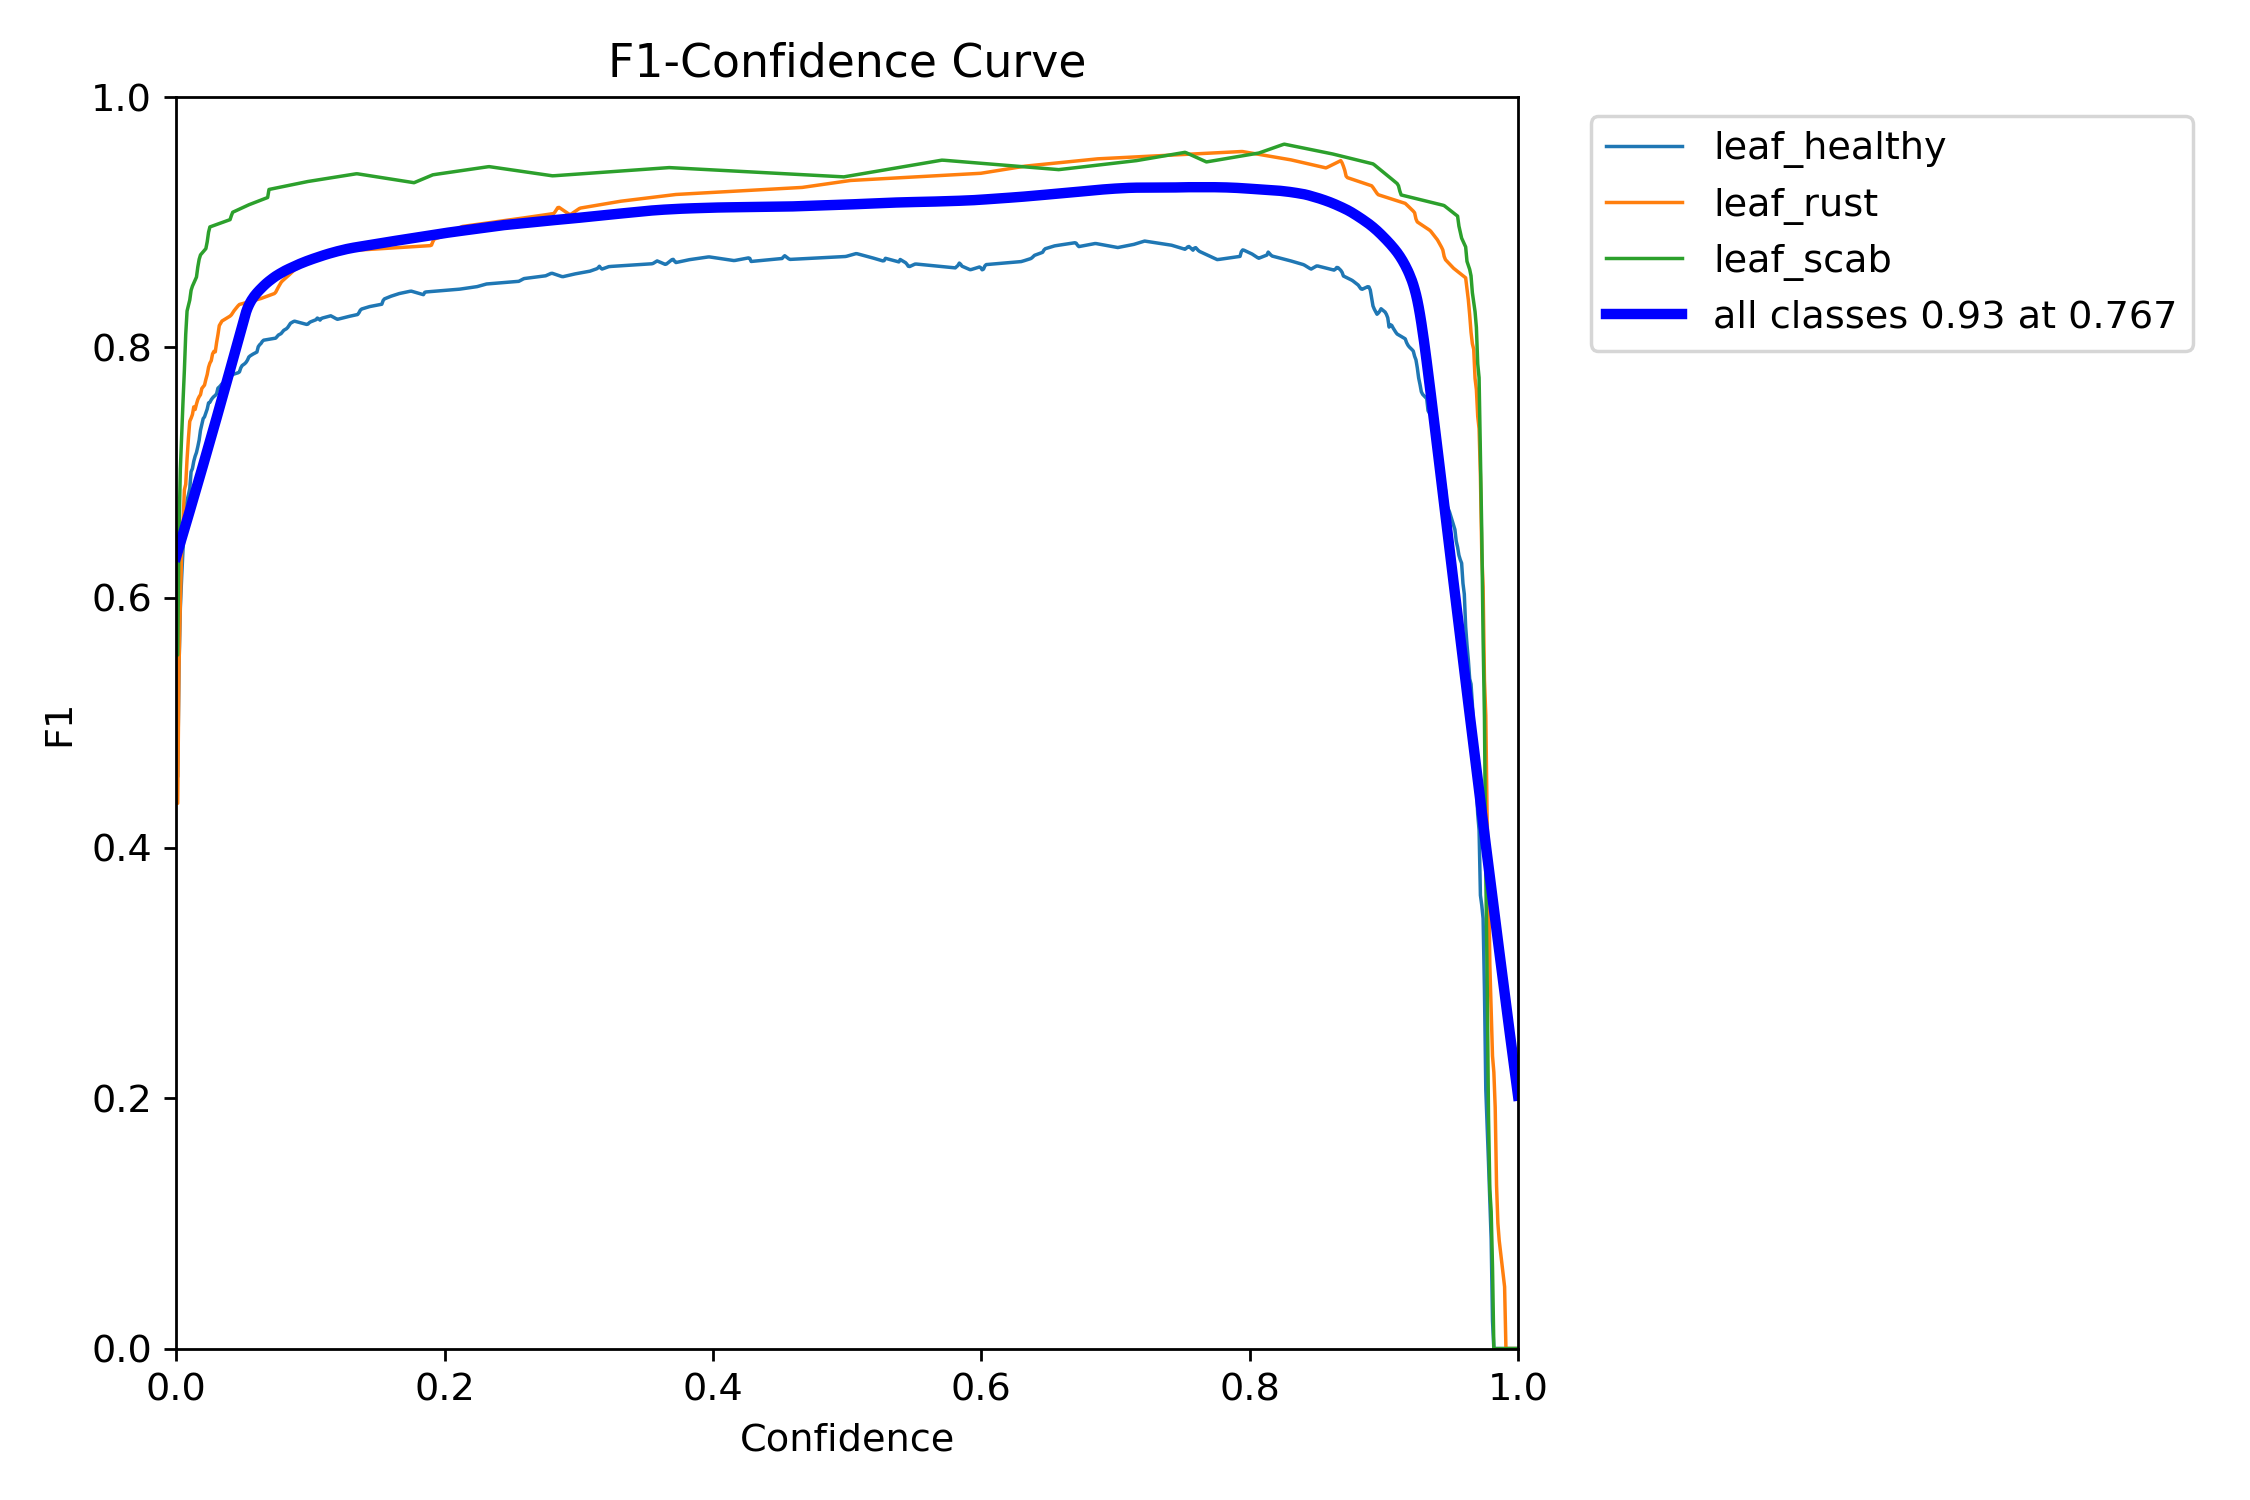 F1-Confidence Curve
1.0
0.8
0.6
0.4
0.2
0.0
F1
0.0 0.2 0.4 0.6 0.8 1.0
Confidence
leaf_healthy
leaf_rust
leaf_scab
all classes 0.93 at 0.767